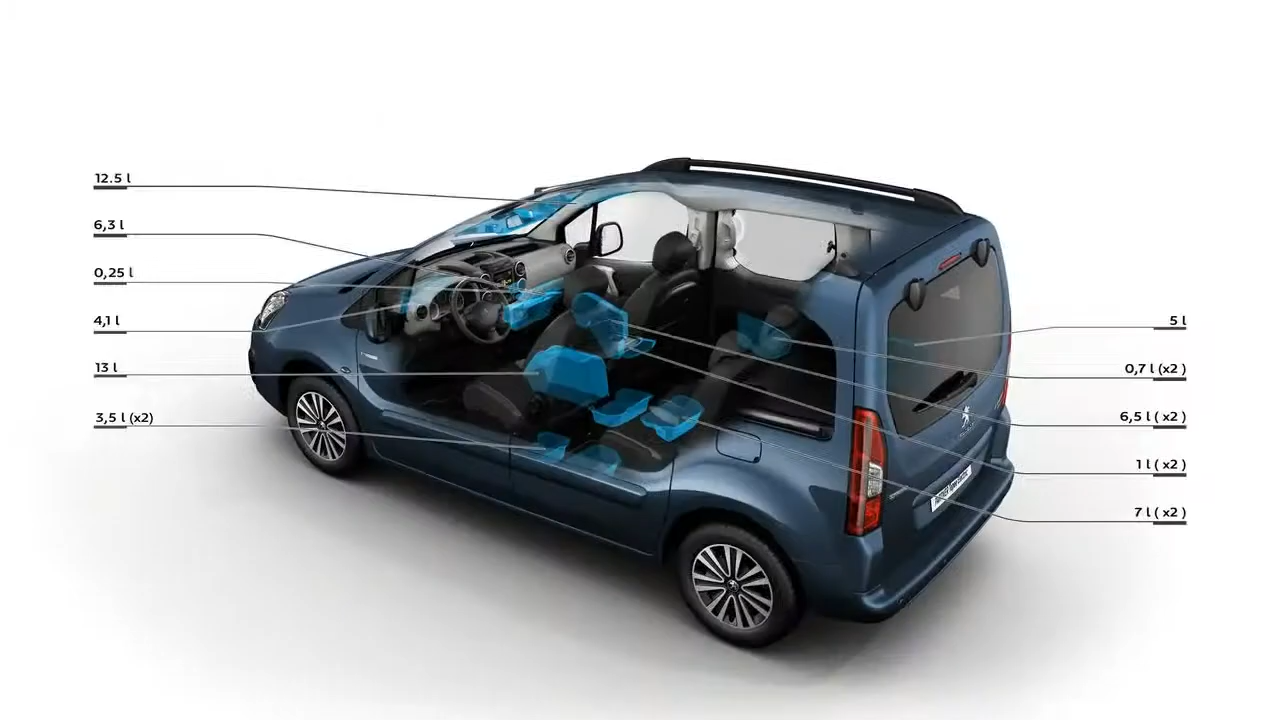 12.5 l
6,3 l
0,25 l
4,1 l
13 l
3,5 l (x2)
5 l
0,7 l (x2 )
6,5 l ( x2 )
1 l ( x2 )
7 l ( x2 )